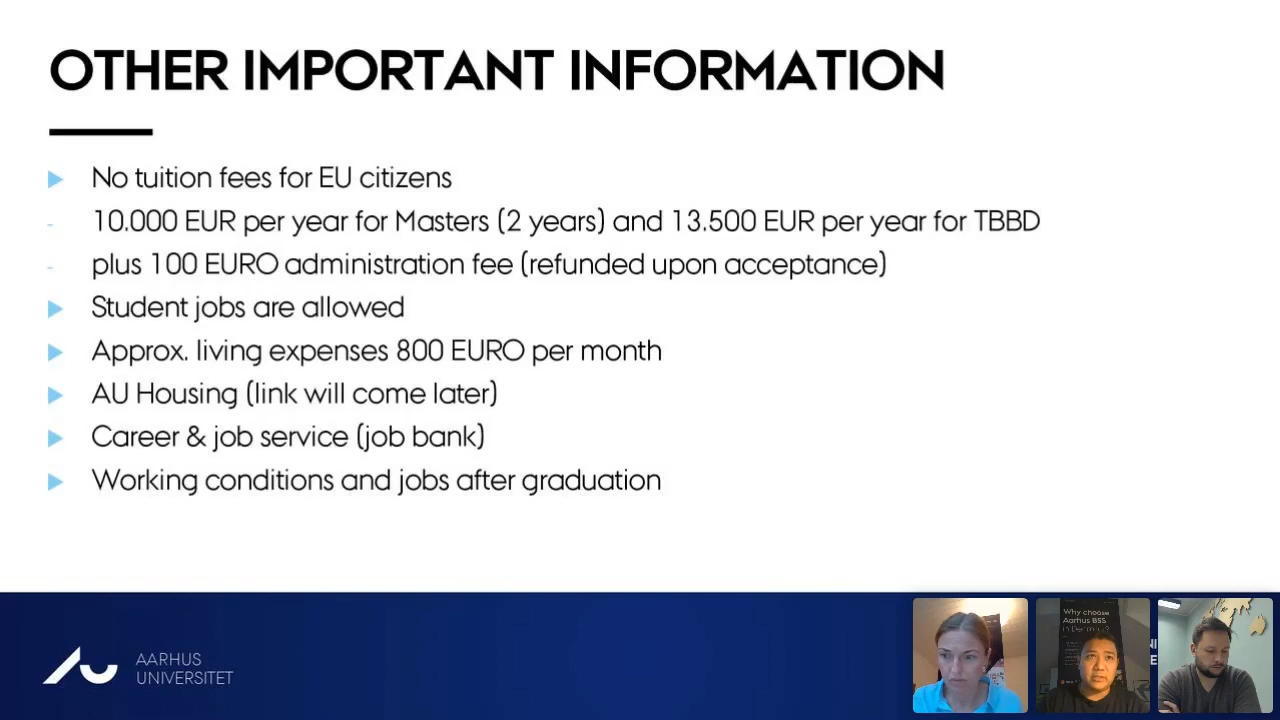 OTHER IMPORTANT INFORMATION
No tuition fees for EU citizens
- 10.000 EUR per year for Masters (2 years) and 13.500 EUR per year for TBBD
- plus 100 EURO administration fee (refunded upon acceptance)
Student jobs are allowed
Approx. living expenses 800 EURO per month
AU Housing (link will come later)
Career & job service (job bank)
Working conditions and jobs after graduation
AARHUS
UNIVERSITET
Why choose
Aarhus BSS